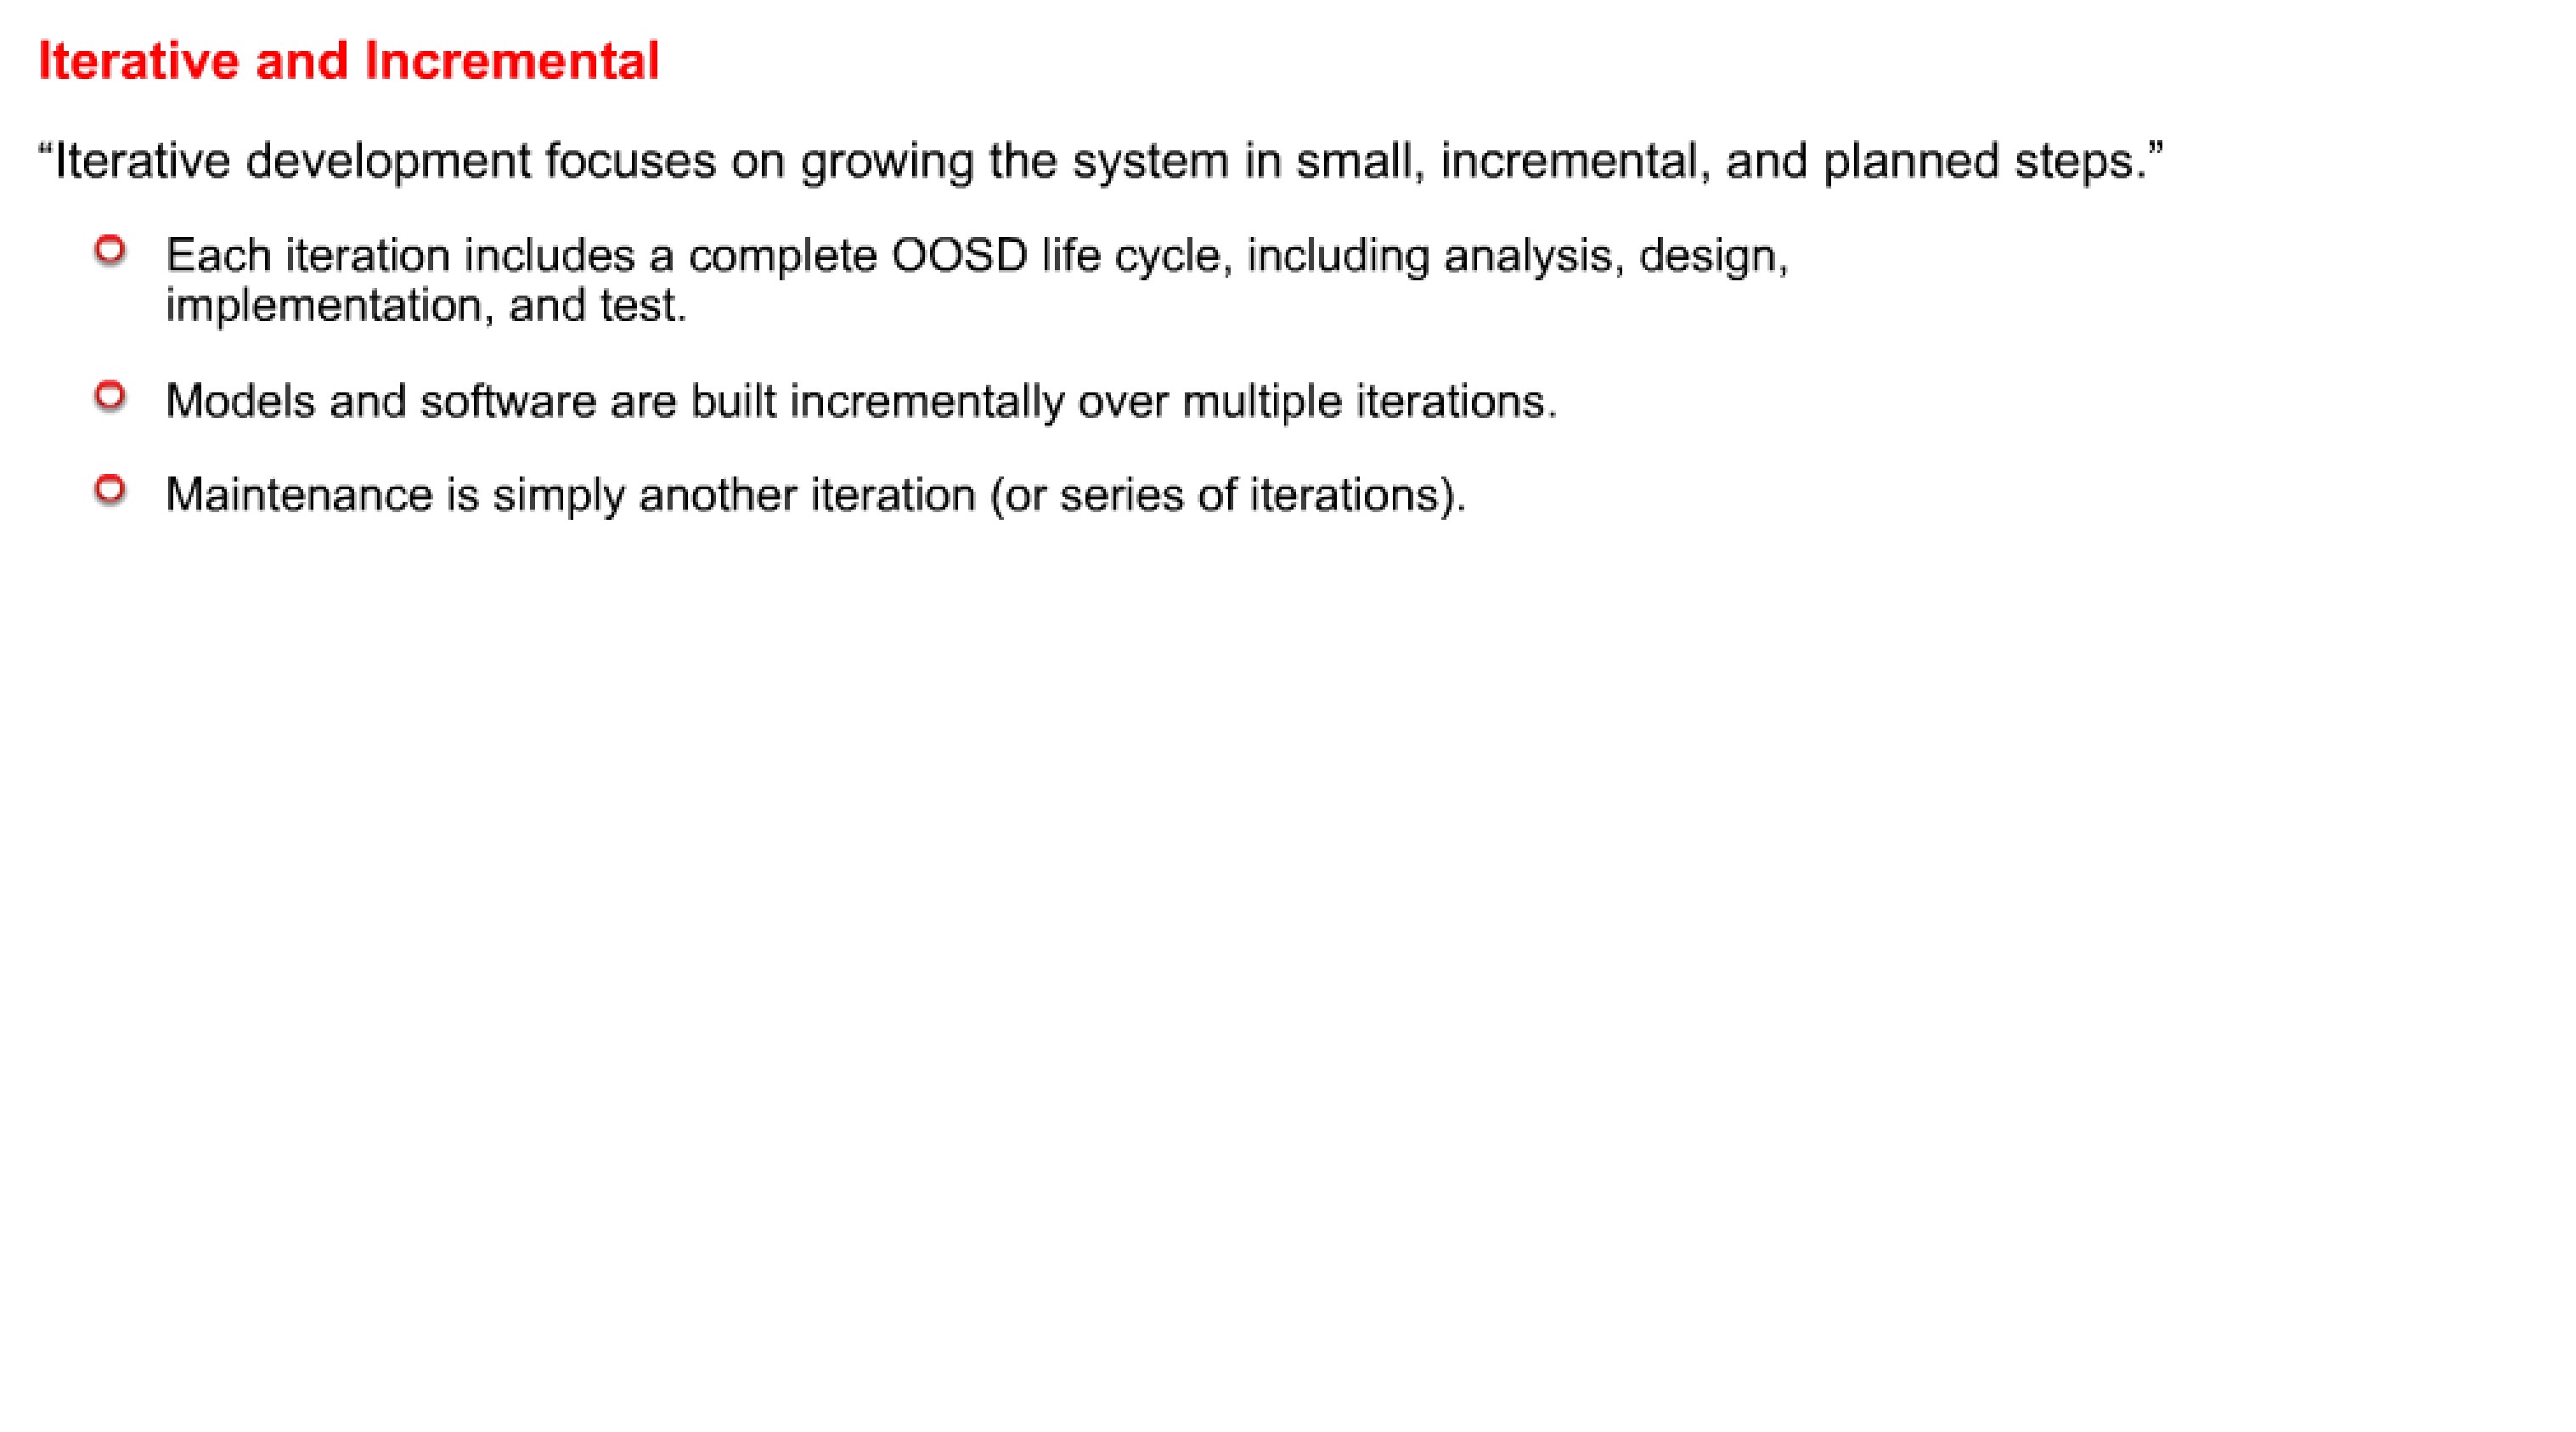 Iterative and Incremental
“Iterative development focuses on growing the system in small, incremental, and planned steps.”
Each iteration includes a complete OOSD life cycle, including analysis, design,
implementation, and test.
Models and software are built incrementally over multiple iterations.
Maintenance is simply another iteration (or series of iterations).